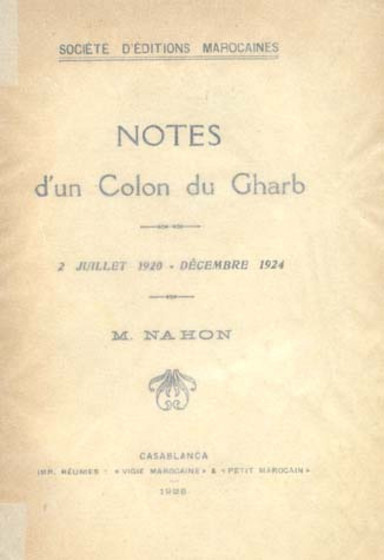 SOCIÉTÉ D'ÉDITIONS MAROCAINES
NOTES
d'un Colon du Gharb
2 JUILLET 1920 - DÉCEMBRE 1924
M. NAHON
CASABLANCA
IMP. RÉUNIES : « VIGIE MAROCAINE » & « PETIT MAROCAIN »